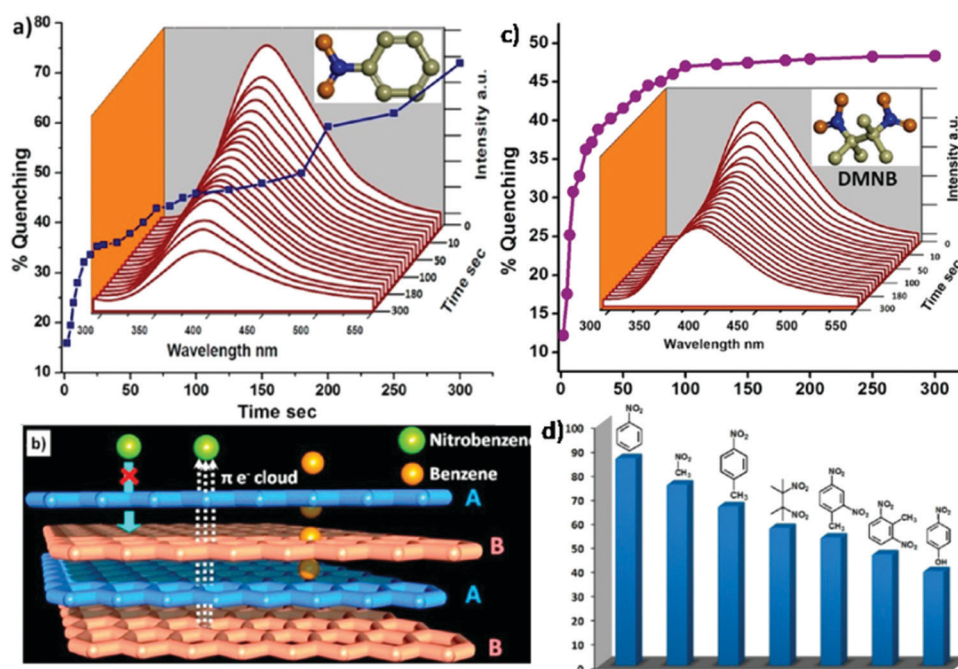 a)
% Quenching
80
70
60
50
40
30
20
10
0
50
100
150
200
250
300
Time sec
300
350
400
450
500
550
Wavelength nm
Intensity a.u.
0
10
50
100
180
300
Time sec
c)
% Quenching
50
45
40
35
30
25
20
15
10
0
50
100
150
200
250
300
300
350
400
450
500
550
Wavelength nm
Intensity a.u.
0
10
50
100
180
300
Time sec
DMNB
b)
Nitrobenzene
Benzene
π e- cloud
A
B
A
B
d)
100
90
80
70
60
50
40
30
20
10
0
NO₂
NO₂
CH₃
NO₂
CH₃
NO₂
NO₂
NO₂
NO₂
CH₃
NO₂
CH₃
NO₂
NO₂
OH